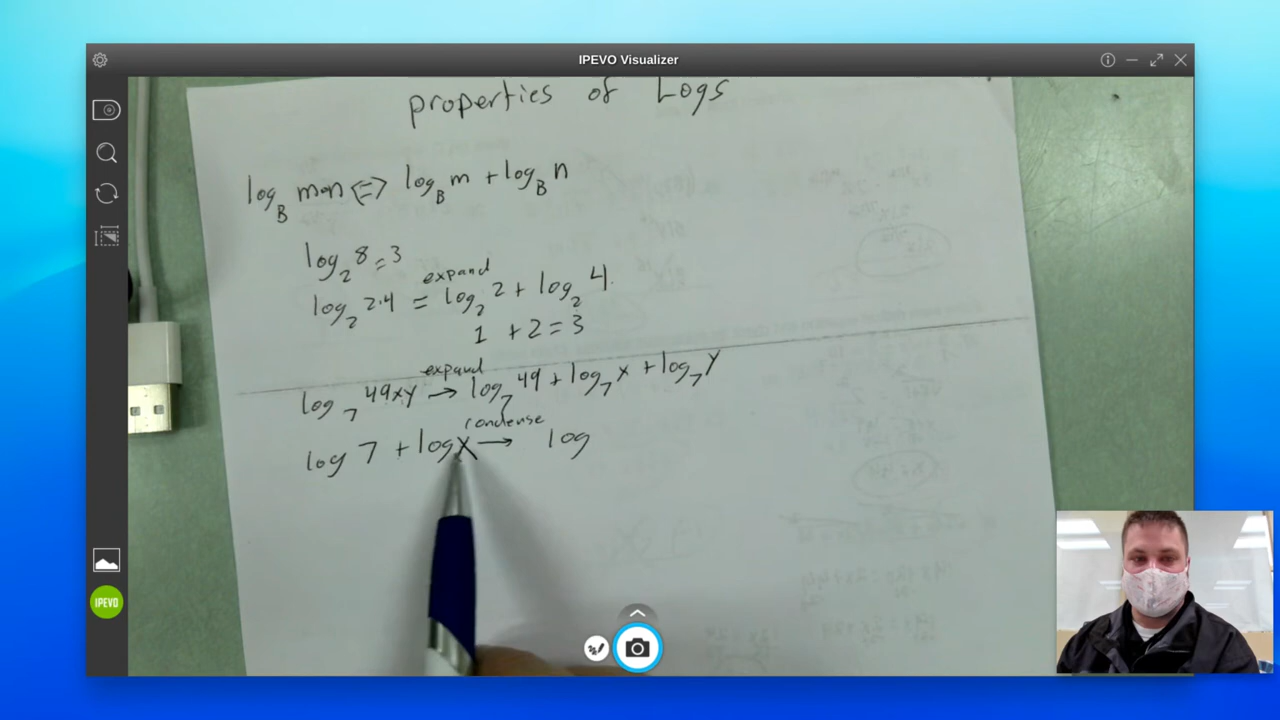 IPEVO Visualizer
properties of Logs
log_B m•n <=> log_B m + log_B n
log_2 8 = 3
expand
log_2 2·4 = log_2 2 + log_2 4
1 + 2 = 3
expand
log_7 49xy → log_7 49 + log_7 x + log_7 y
condense
log 7 + log x → log
IPEVO